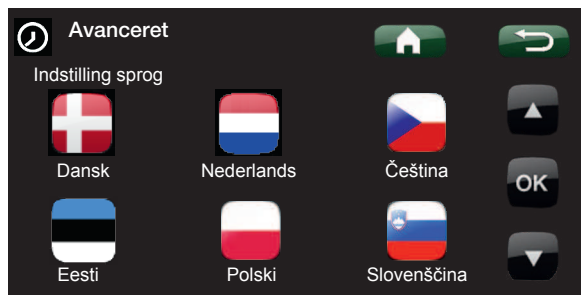 Avanceret
Indstilling sprog
Dansk Nederlands Čeština
OK
Eesti Polski Slovenščina